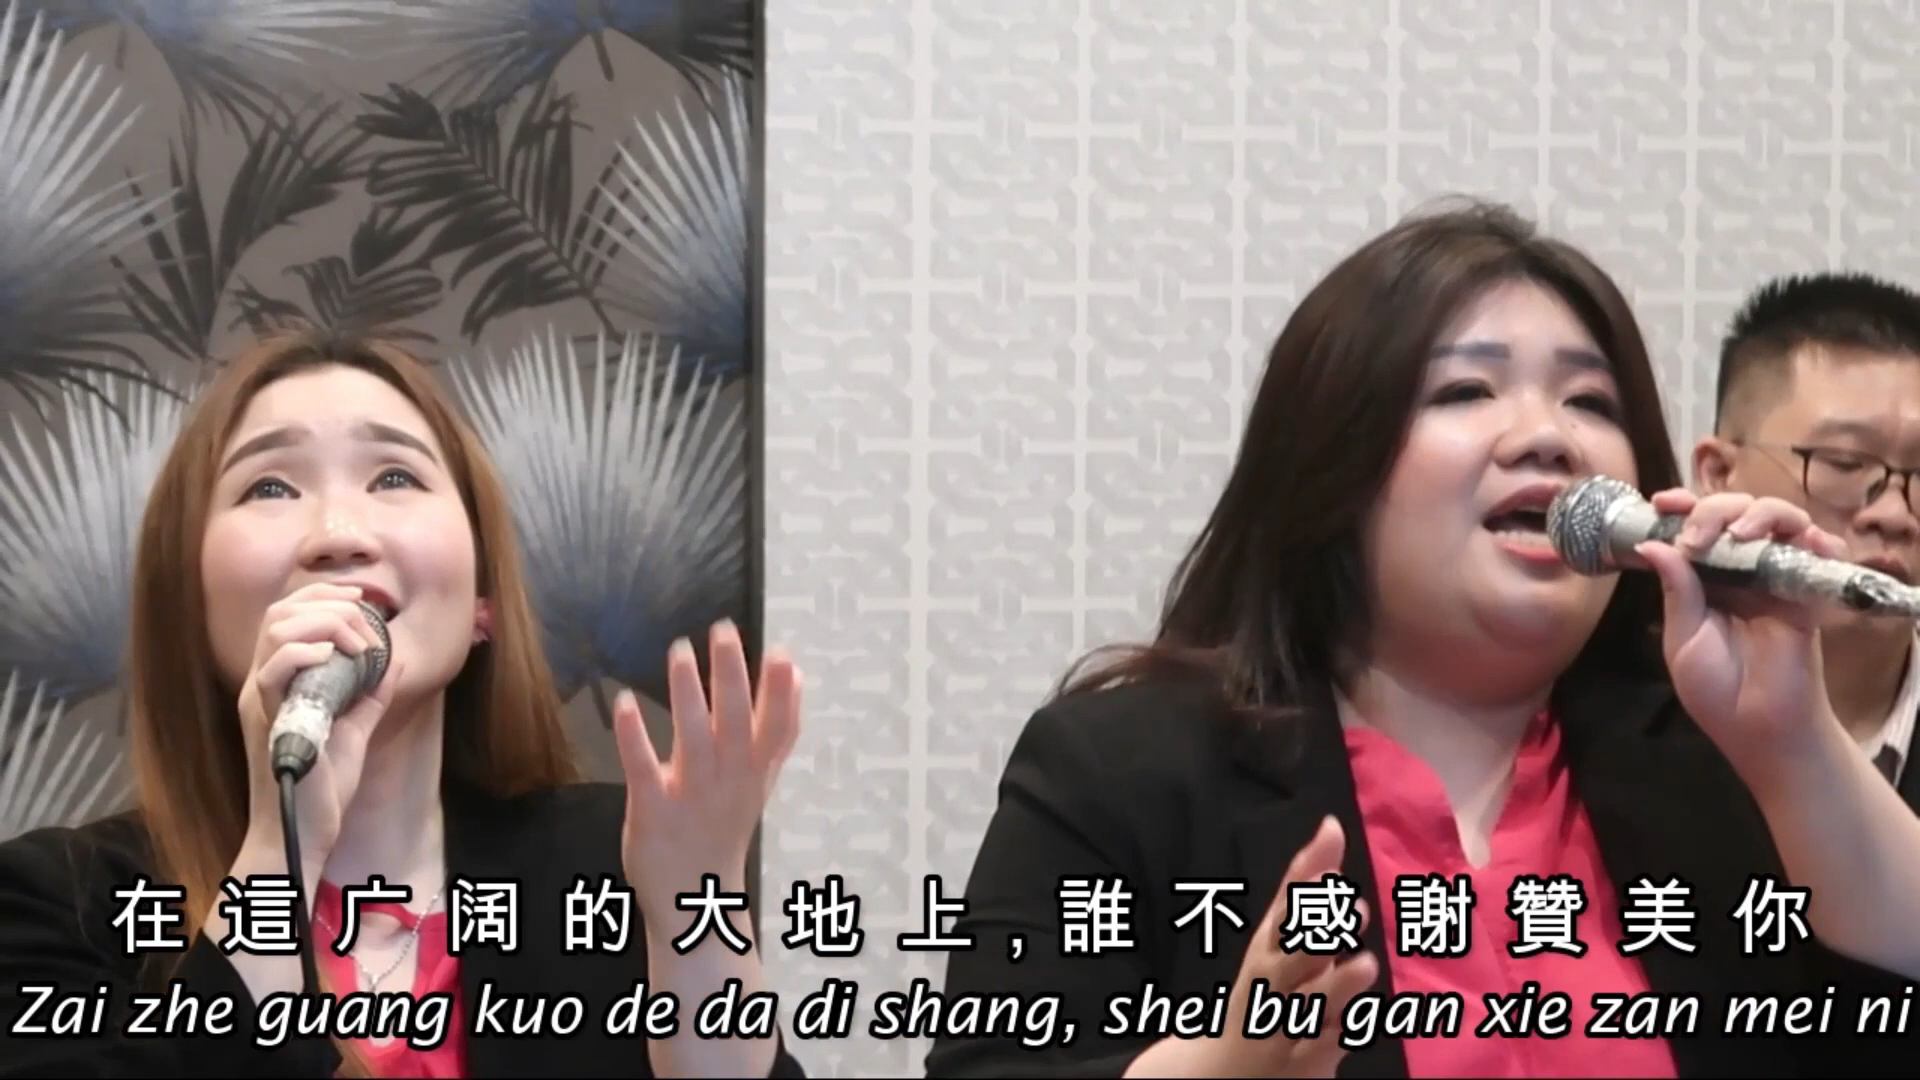 在這广阔的大地上,誰不感謝贊美你
Zai zhe guang kuo de da di shang, shei bu gan xie zan mei ni